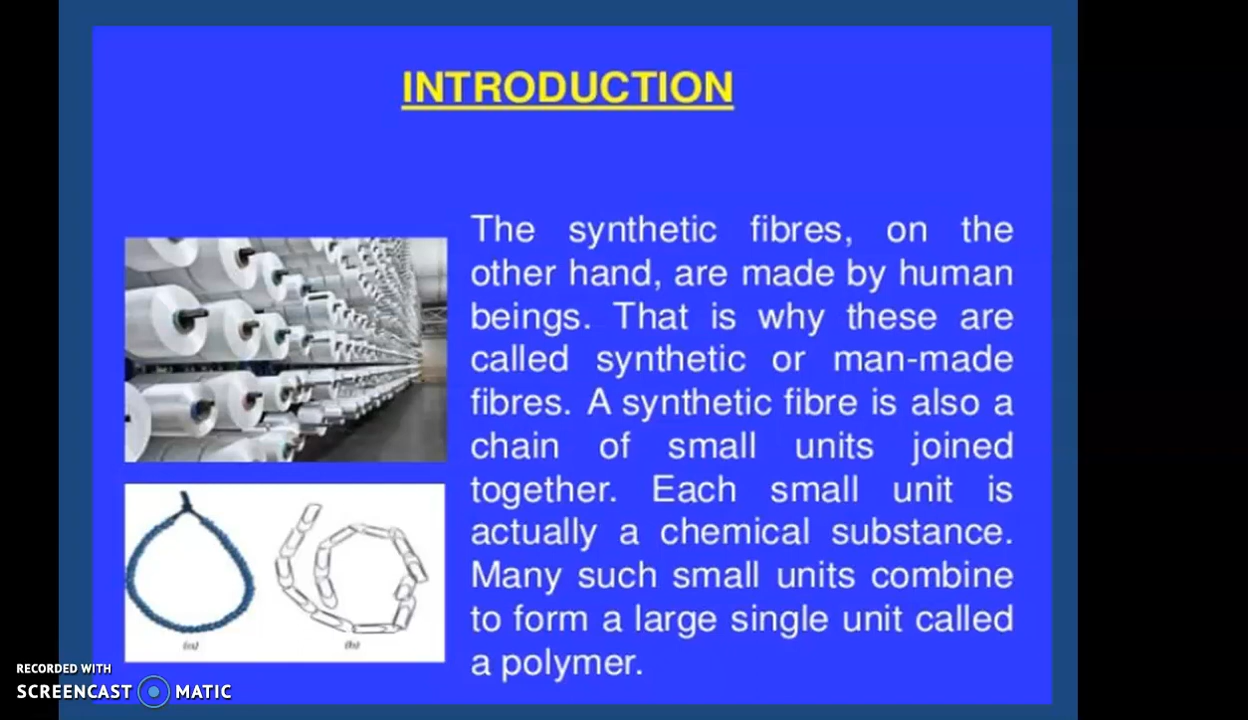 INTRODUCTION
The synthetic fibres, on the
other hand, are made by human
beings. That is why these are
called synthetic or man-made
fibres. A synthetic fibre is also a
chain of small units joined
together. Each small unit is
actually a chemical substance.
Many such small units combine
to form a large single unit called
a polymer.
(a)
(b)
RECORDED WITH
SCREENCAST MATIC